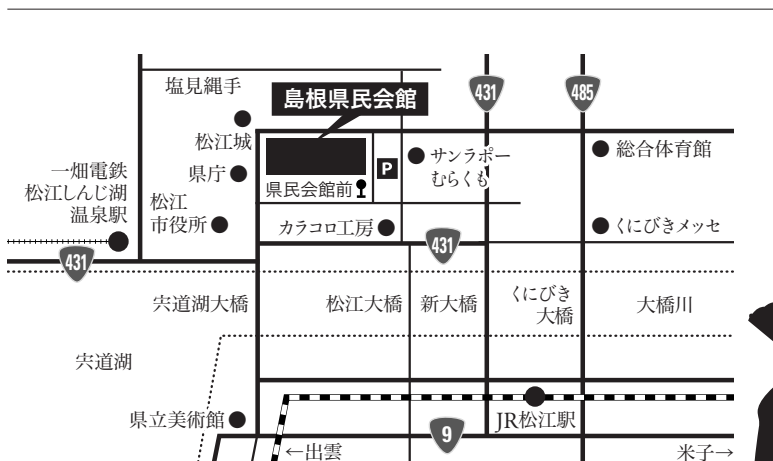 塩見縄手
島根県民会館
431
485
松江城
サンラポー
むらくも
総合体育館
一畑電鉄
松江しんじ湖
温泉駅
県庁
P
県民会館前
松江
市役所
カラコロ工房
431
くにびきメッセ
431
宍道湖大橋
松江大橋
新大橋
くにびき
大橋
大橋川
宍道湖
県立美術館
JR松江駅
9
←出雲
米子→